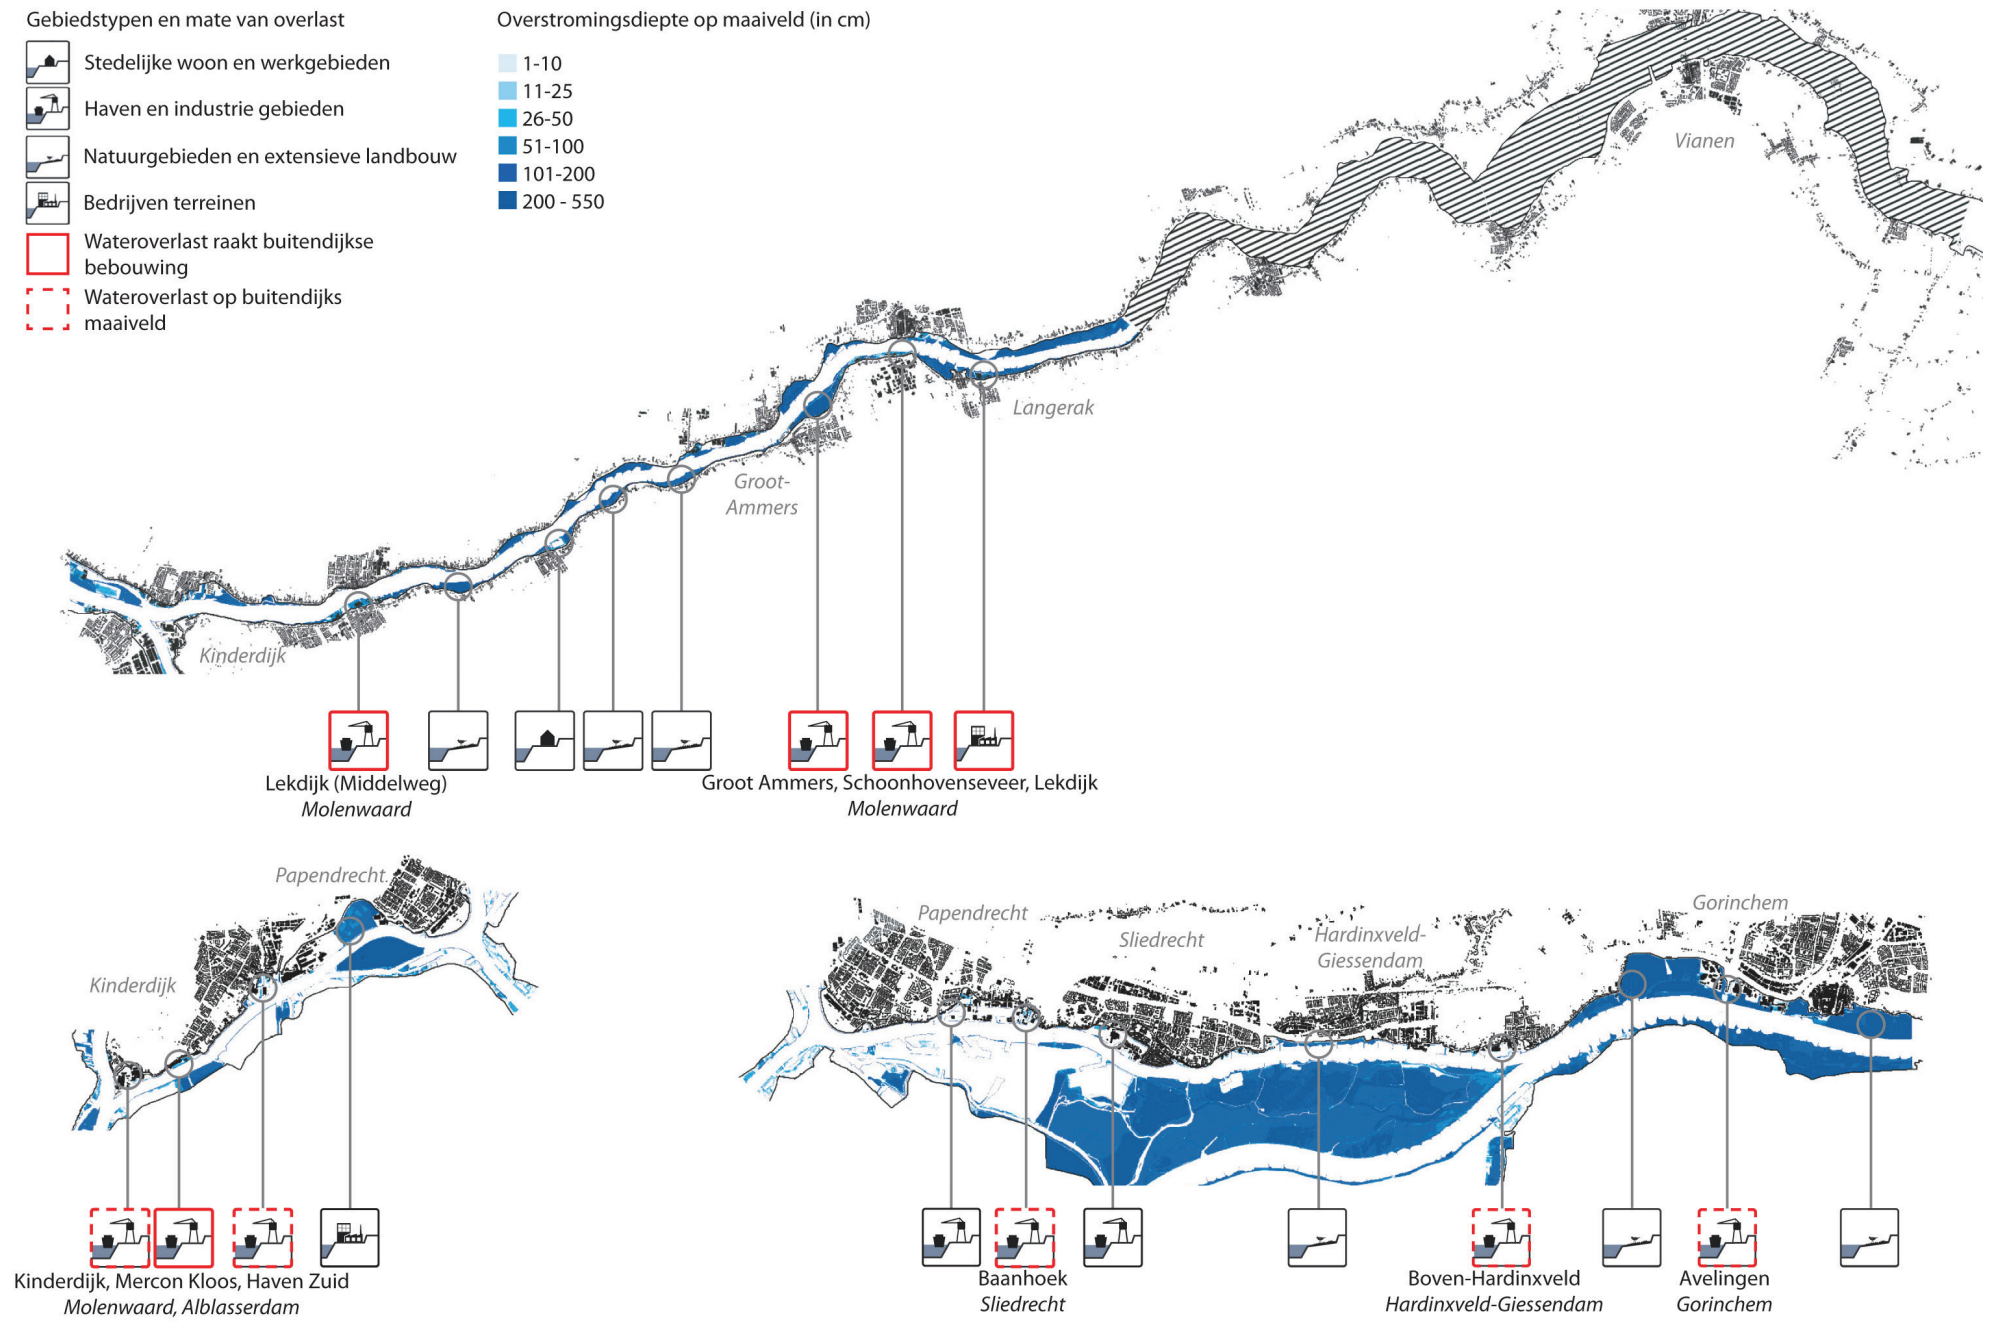 Gebiedstypen en mate van overlast
Stedelijke woon en werkgebieden
Haven en industrie gebieden
Natuurgebieden en extensieve landbouw
Bedrijven terreinen
Wateroverlast raakt buitendijkse
bebouwing
Wateroverlast op buitendijks
maaiveld
Overstromingsdiepte op maaiveld (in cm)
1-10
11-25
26-50
51-100
101-200
200 - 550
Vianen
Langerak
Groot-
Ammers
Kinderdijk
Lekdijk (Middelweg)
Molenwaard
Groot Ammers, Schoonhovenseveer, Lekdijk
Molenwaard
Papendrecht.
Kinderdijk
Kinderdijk, Mercon Kloos, Haven Zuid
Molenwaard, Alblasserdam
Papendrecht
Sliedrecht
Hardinxveld-
Giessendam
Gorinchem
Baanhoek
Sliedrecht
Boven-Hardinxveld
Hardinxveld-Giessendam
Avelingen
Gorinchem